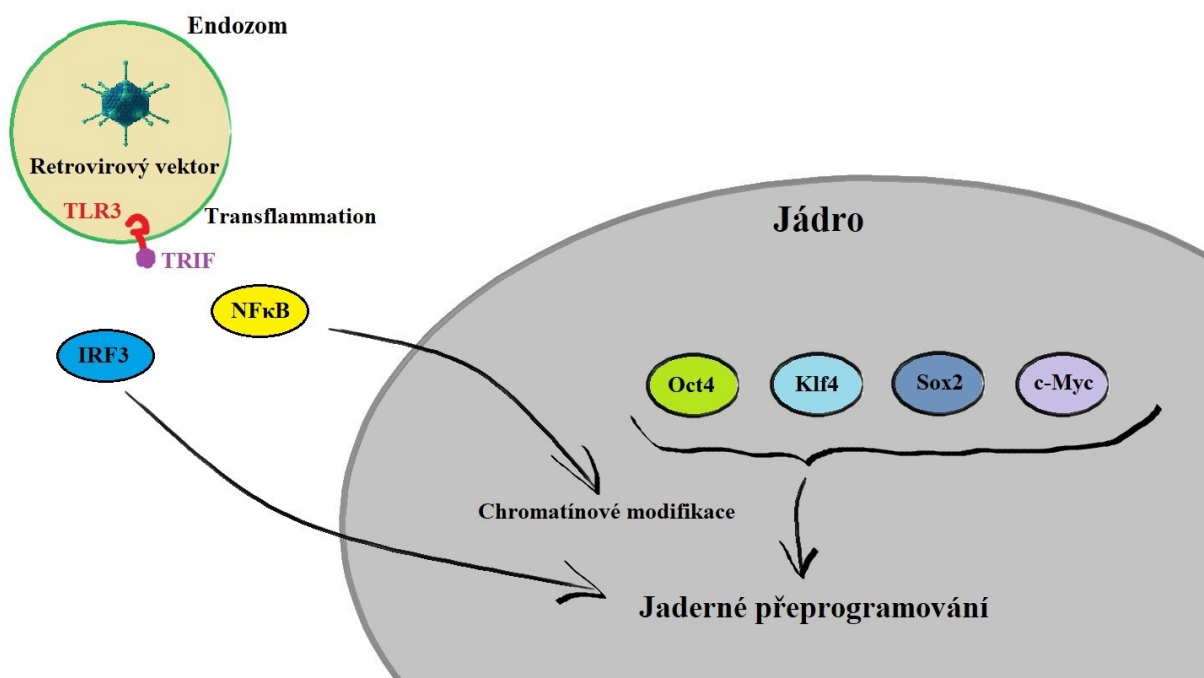 Endozom
Retrovirový vektor
TLR3
Transflammation
TRIF
Jádro
NFκB
IRF3
Oct4
Klf4
Sox2
c-Myc
Chromatínové modifikace
Jaderné přeprogramování